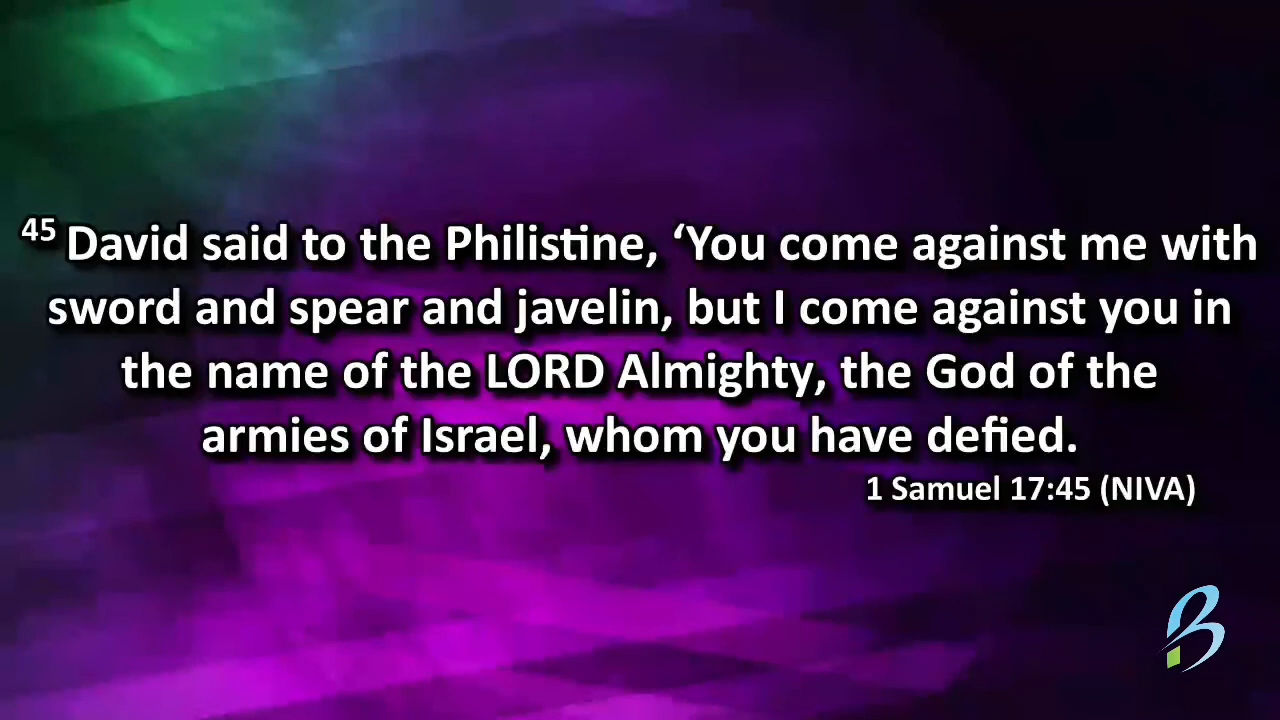 45 David said to the Philistine, ‘You come against me with
sword and spear and javelin, but I come against you in
the name of the LORD Almighty, the God of the
armies of Israel, whom you have defied.
1 Samuel 17:45 (NIVA)
B